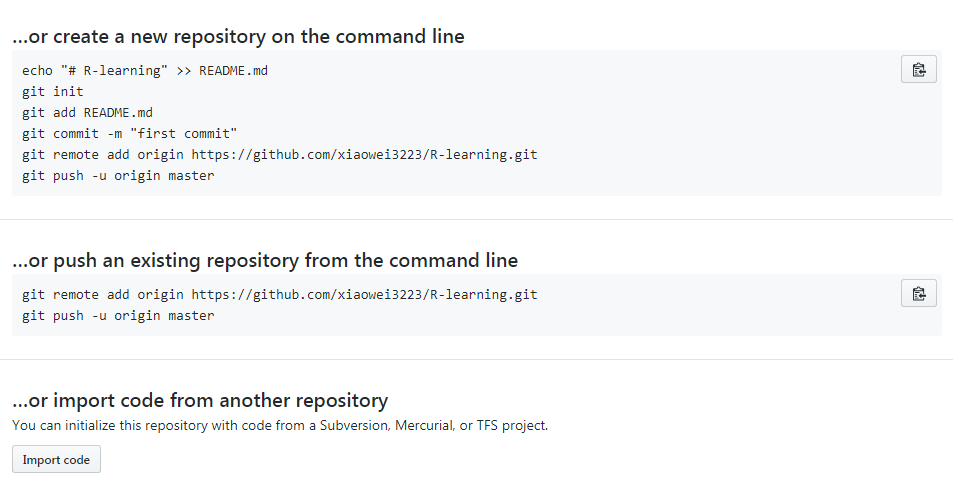 ...or create a new repository on the command line
echo "# R-learning" >> README.md
git init
git add README.md
git commit -m "first commit"
git remote add origin https://github.com/xiaowei3223/R-learning.git
git push -u origin master
...or push an existing repository from the command line
git remote add origin https://github.com/xiaowei3223/R-learning.git
git push -u origin master
...or import code from another repository
You can initialize this repository with code from a Subversion, Mercurial, or TFS project.
Import code